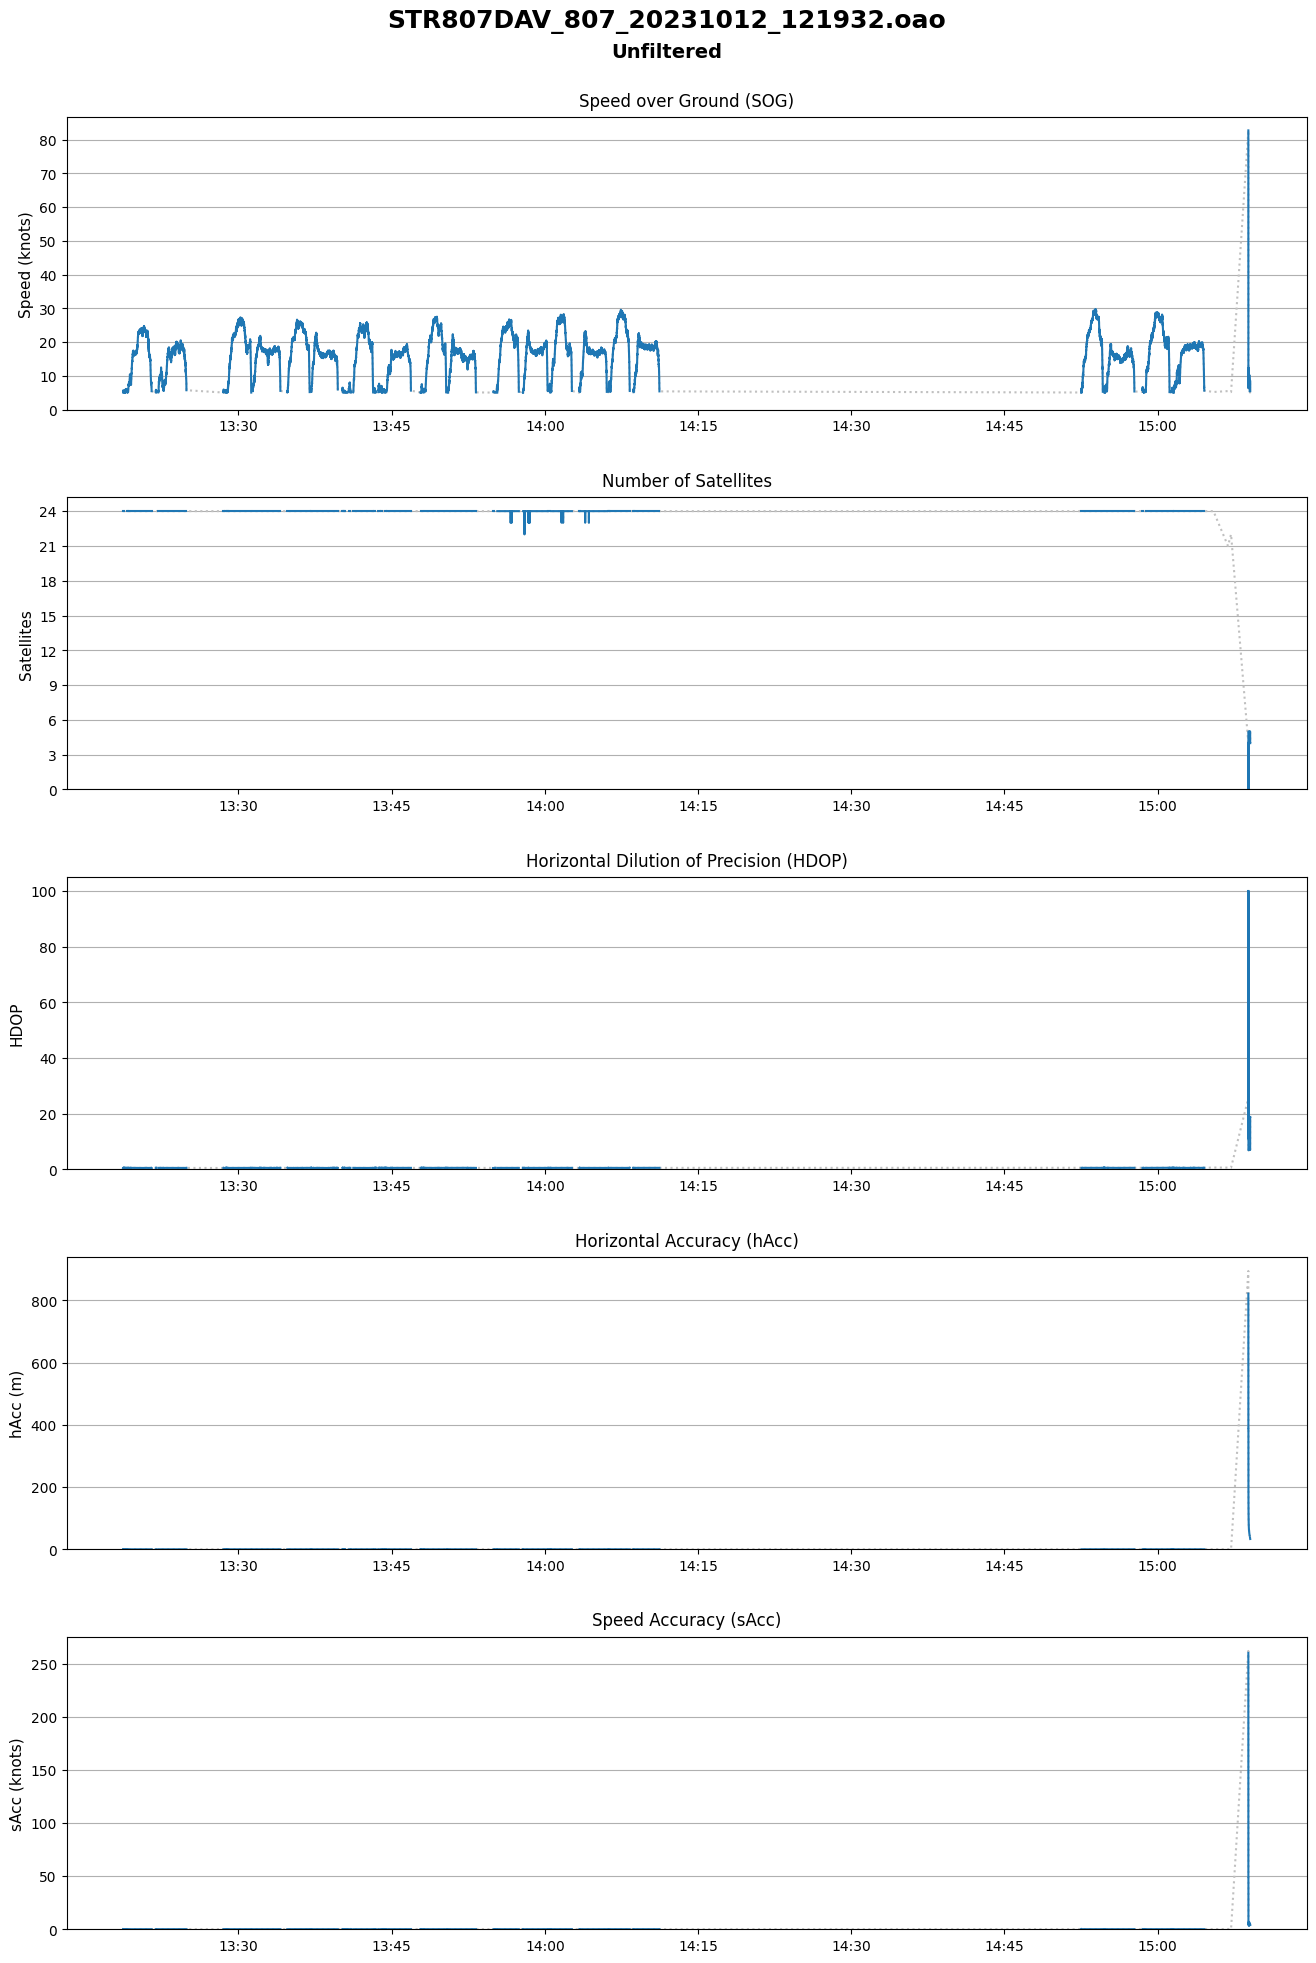 STR807DAV_807_20231012_121932.oao
Unfiltered
Speed over Ground (SOG)
Speed (knots)
80
70
60
50
40
30
20
10
0
13:30 13:45 14:00 14:15 14:30 14:45 15:00
Number of Satellites
Satellites
24
21
18
15
12
9
6
3
0
13:30 13:45 14:00 14:15 14:30 14:45 15:00
Horizontal Dilution of Precision (HDOP)
HDOP
100
80
60
40
20
0
13:30 13:45 14:00 14:15 14:30 14:45 15:00
Horizontal Accuracy (hAcc)
hAcc (m)
800
600
400
200
0
13:30 13:45 14:00 14:15 14:30 14:45 15:00
Speed Accuracy (sAcc)
sAcc (knots)
250
200
150
100
50
0
13:30 13:45 14:00 14:15 14:30 14:45 15:00